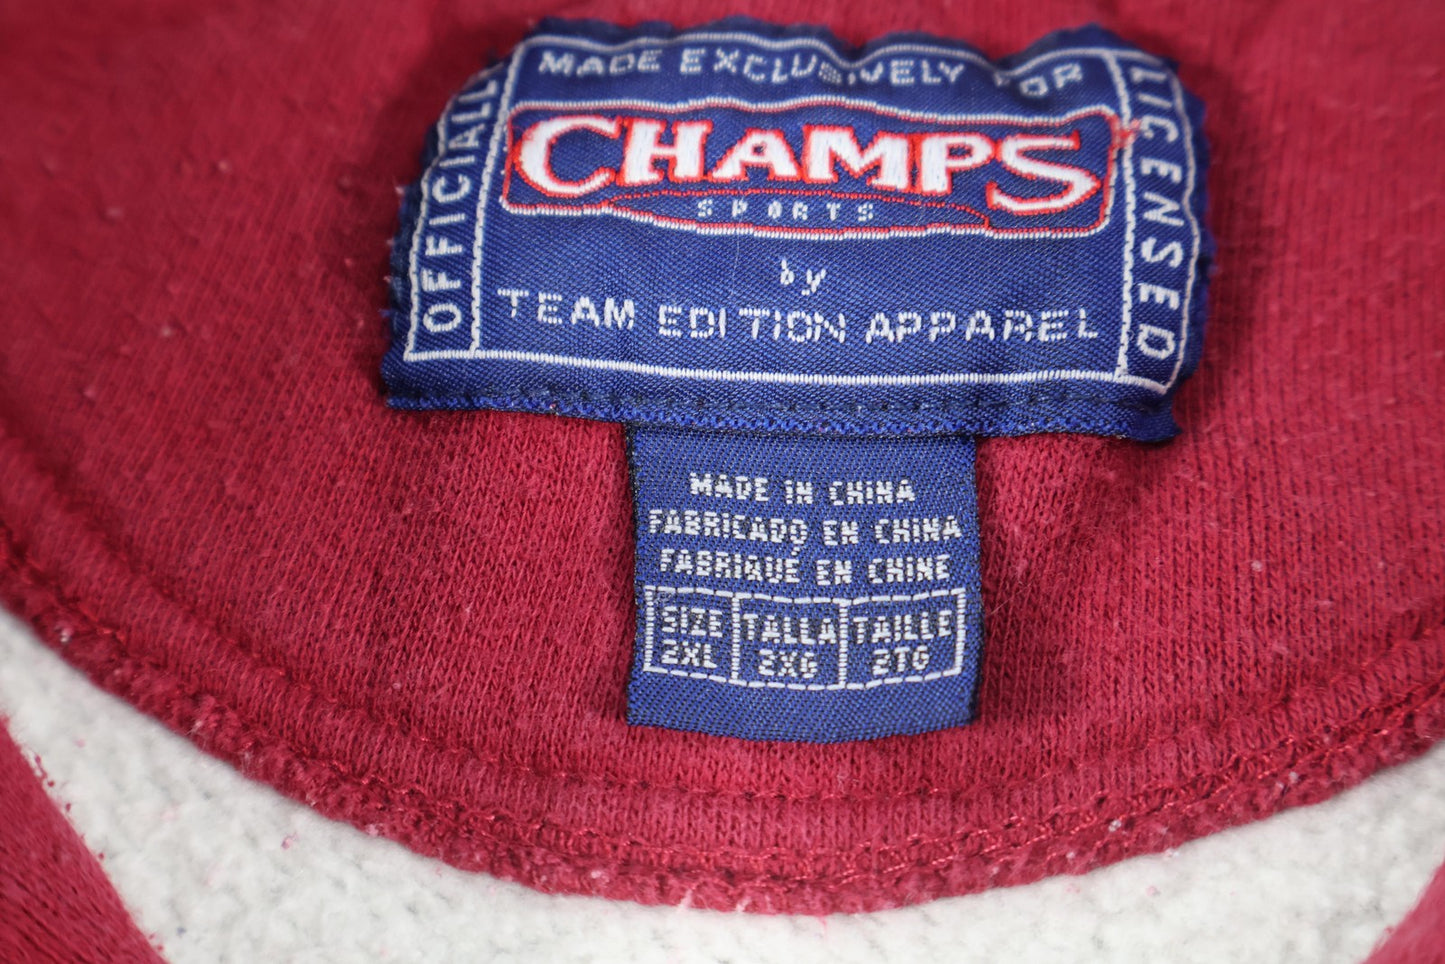 MADE EXCLUSIVELY FOR
OFFICIALLY
LICENSED
CHAMPS
SPORTS
by
TEAM EDITION APPAREL
MADE IN CHINA
FABRICADO EN CHINA
FABRIQUÉ EN CHINE
SIZE TALLA TAILLE
2XL 2XG 2TG